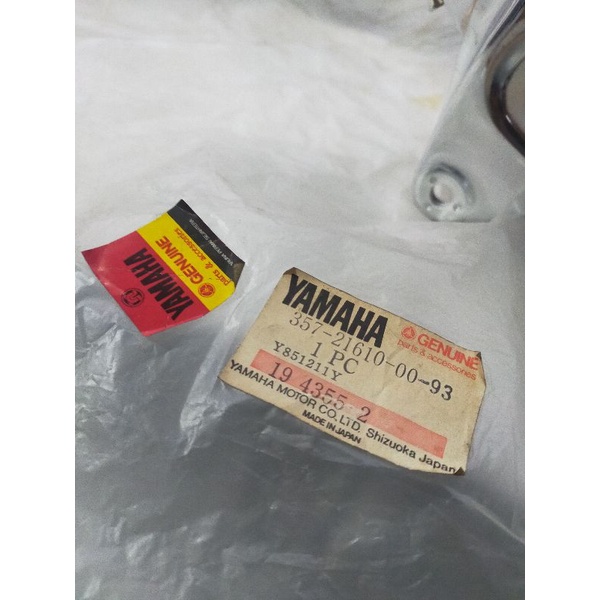 YAMAHA
GENUINE
parts & accessories
YAMAHA
GENUINE
parts & accessories
357-21610-00-93
1 PC
Y851211Y
19 4355 2
YAMAHA MOTOR CO., LTD. Shizuoka Japan
MADE IN JAPAN